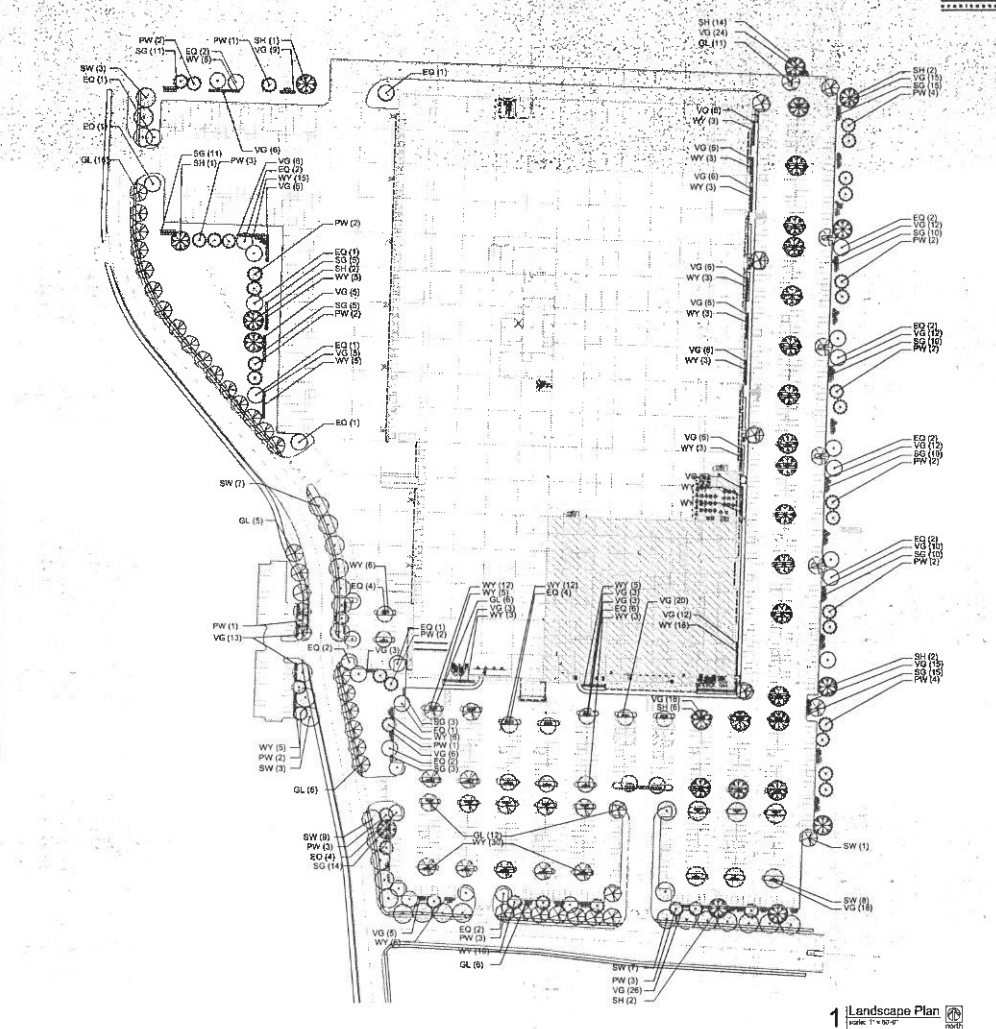 SH (14)
VG (24)
GL (11)
PW (2)
SG (11)
EQ (2)
WY (5)
PW (1)
SH (1)
VG (9)
SW (3)
EQ (1)
EQ (1)
SH (2)
VG (15)
SG (15)
PW (4)
EQ (1)
GL (15)
VG (6)
SG (11)
SH (1)
PW (3)
VG (6)
EQ (2)
WY (15)
VG (5)
WY (3)
VG (6)
WY (3)
VG (6)
WY (3)
PW (2)
EQ (2)
VG (12)
SG (10)
PW (2)
EQ (1)
SG (5)
SH (2)
WY (5)
VG (5)
SG (5)
PW (2)
VG (6)
WY (3)
VG (6)
WY (3)
EQ (2)
VG (12)
SG (10)
PW (2)
EQ (1)
VG (5)
WY (5)
VG (6)
WY (3)
EQ (1)
VG (5)
WY (3)
EQ (2)
VG (12)
SG (10)
PW (2)
SW (7)
GL (5)
EQ (2)
VG (10)
SG (10)
PW (2)
WY (6)
EQ (4)
WY (12)
WY (5)
GL (6)
VG (3)
WY (3)
WY (12)
EQ (4)
WY (5)
VG (3)
VG (3)
EQ (6)
WY (3)
VG (20)
VG (12)
WY (18)
PW (1)
VG (13)
EQ (1)
PW (2)
EQ (2)
VG (3)
SH (2)
VG (15)
SG (15)
PW (4)
VG (18)
SH (6)
SG (3)
EQ (1)
WY (6)
PW (1)
VG (6)
EQ (2)
SG (3)
WY (5)
PW (2)
SW (3)
GL (6)
SW (9)
PW (3)
EQ (4)
SG (14)
GL (12)
WY (30)
SW (1)
SW (8)
VG (18)
VG (5)
EQ (2)
PW (3)
WY (10)
GL (6)
SW (7)
PW (3)
VG (26)
SH (2)
1 Landscape Plan
north